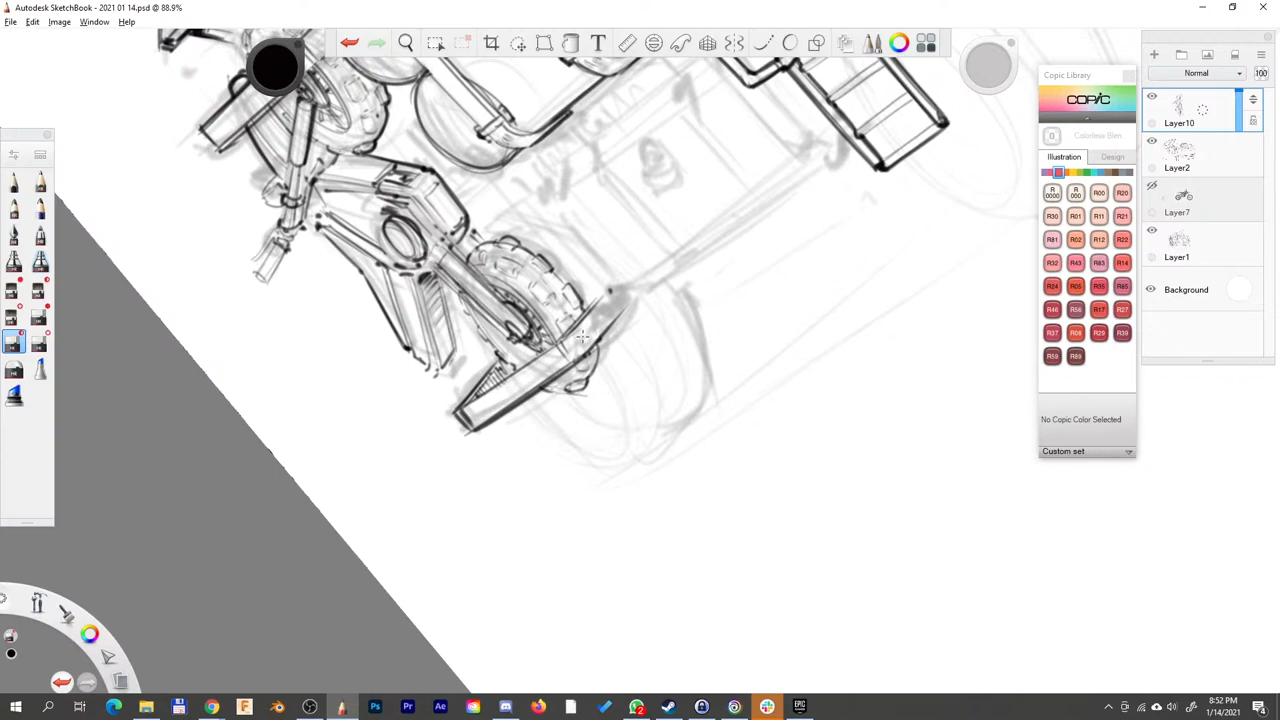 Autodesk SketchBook - 2021 01 14.psd @ 88.9%
File Edit Image Window Help
Normal 100
Layer10
Layer2
Layer7
Layer1
Background
Copic Library
COPIC
0 Colorless Blen
Illustration Design
R 0000 R 000 R00 R20
R30 R01 R11 R21
R81 R02 R12 R22
R32 R43 R83 R14
R24 R05 R35 R85
R46 R56 R17 R27
R37 R08 R29 R39
R59 R89
No Copic Color Selected
Custom set
8:52 PM
1/14/2021